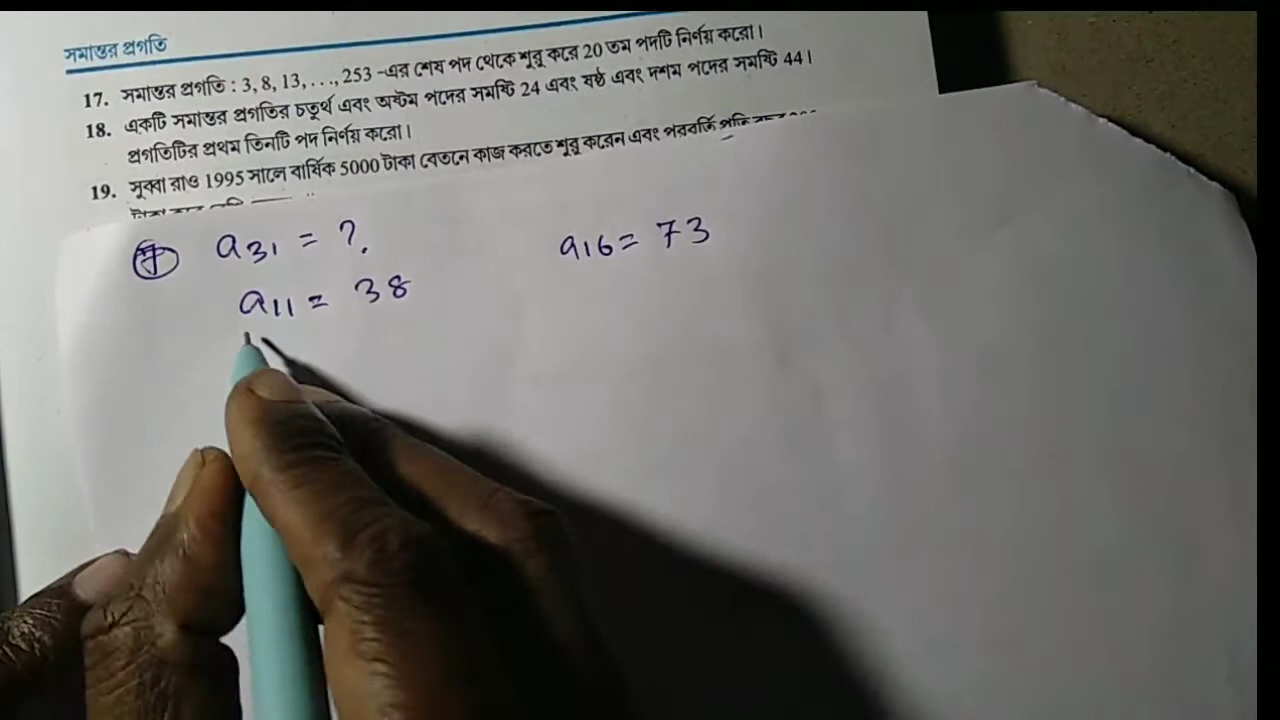 সমান্তর প্রগতি
17. সমান্তর প্রগতি : 3, 8, 13, . . . , 253 -এর শেষ পদ থেকে শুরু করে 20 তম পদটি নির্ণয় করো।
18. একটি সমান্তর প্রগতির চতুর্থ এবং অষ্টম পদের সমষ্টি 24 এবং ষষ্ঠ এবং দশম পদের সমষ্টি 44।
প্রগতিটির প্রথম তিনটি পদ নির্ণয় করো।
19. সুব্বা রাও 1995 সালে বার্ষিক 5000 টাকা বেতনে কাজ করতে শুরু করেন এবং পরবর্তি প্রতি
7 a31 = ?. a16 = 73
a11 = 38